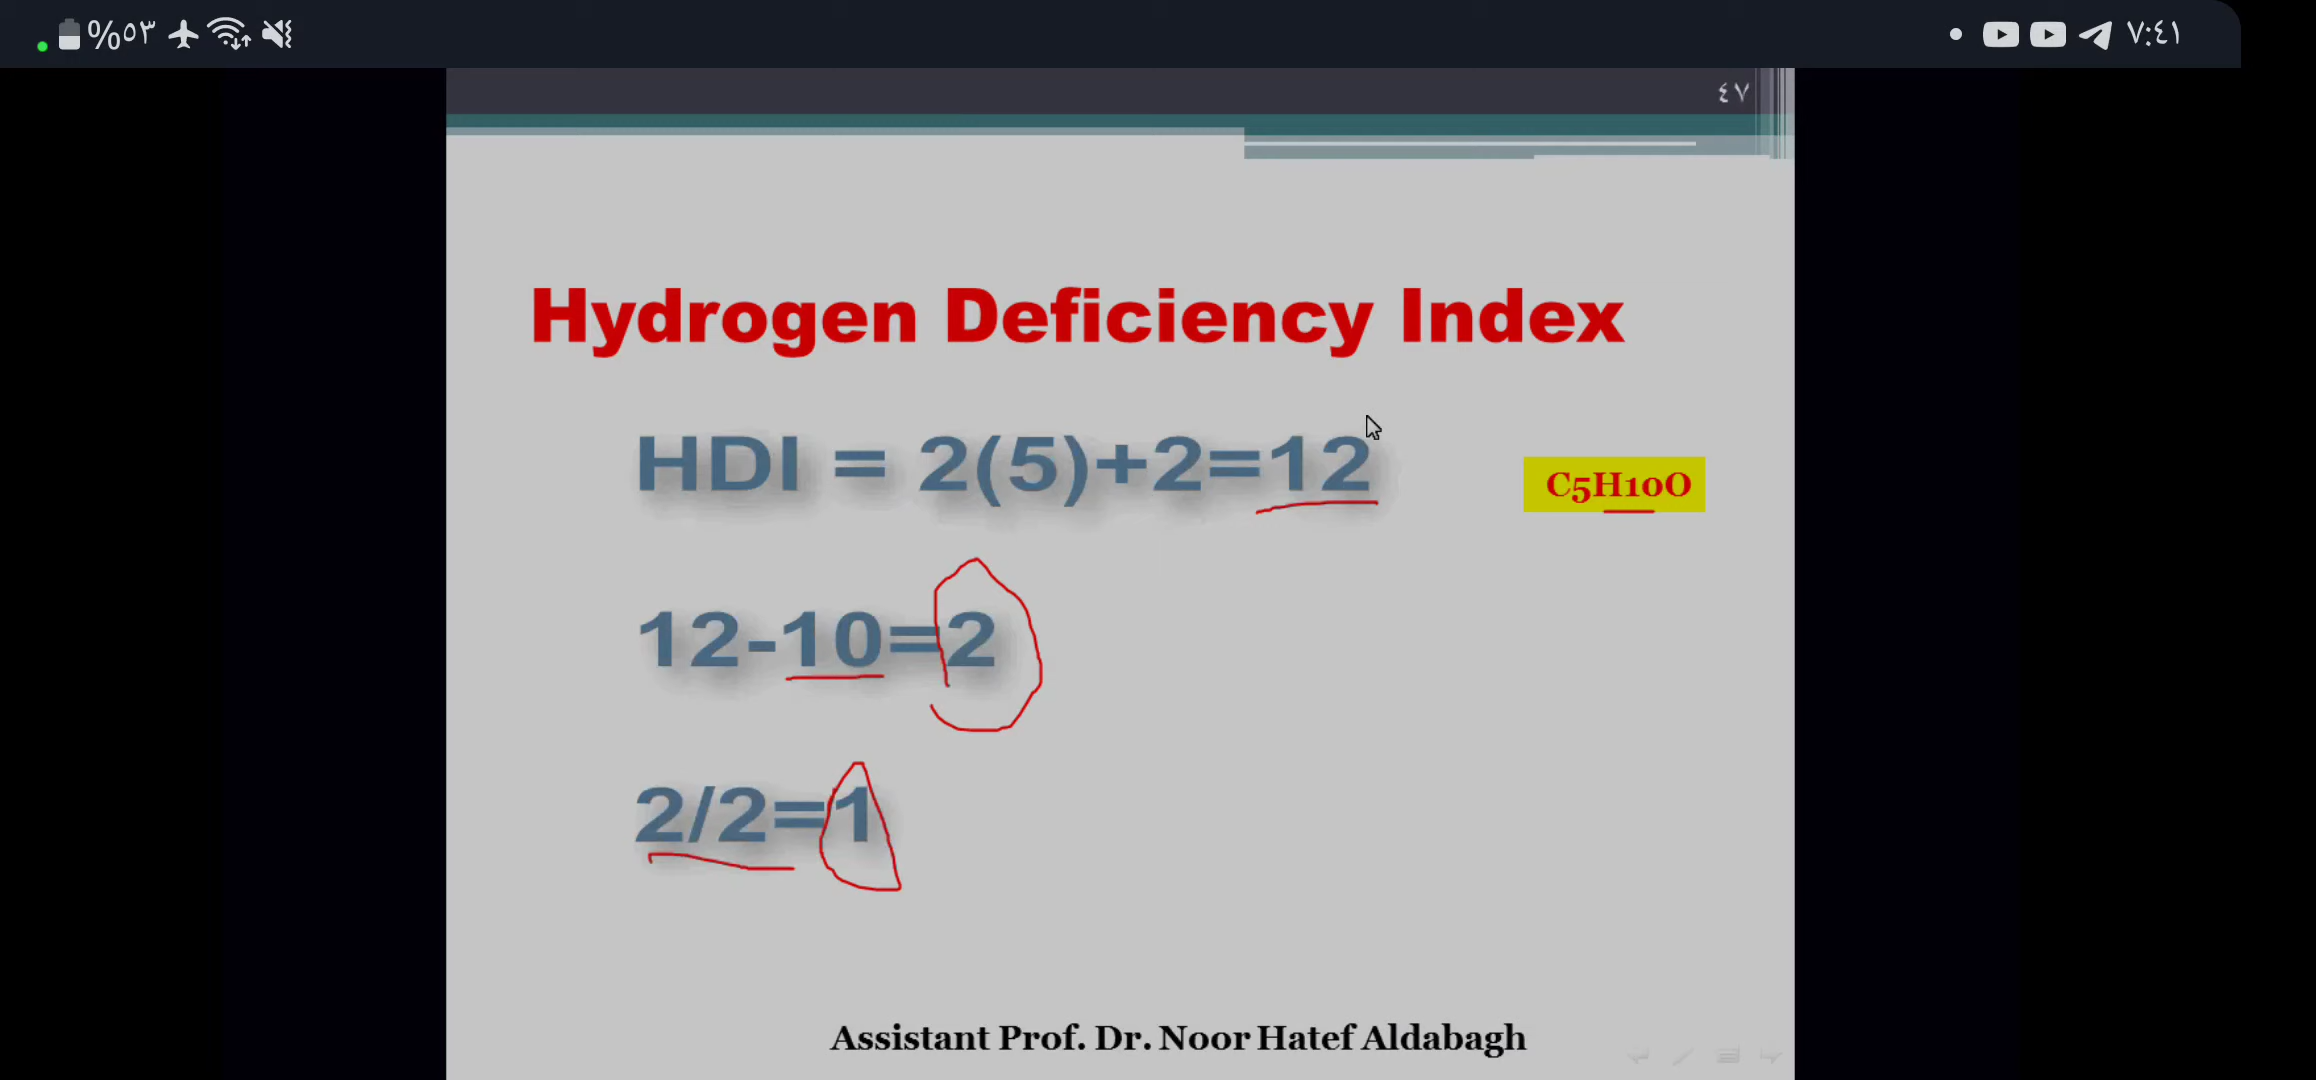 %٥٣
٧:٤١
٤٧
Hydrogen Deficiency Index
HDI = 2(5)+2=12
C5H10O
12-10=2
2/2=1
Assistant Prof. Dr. Noor Hatef Aldabagh